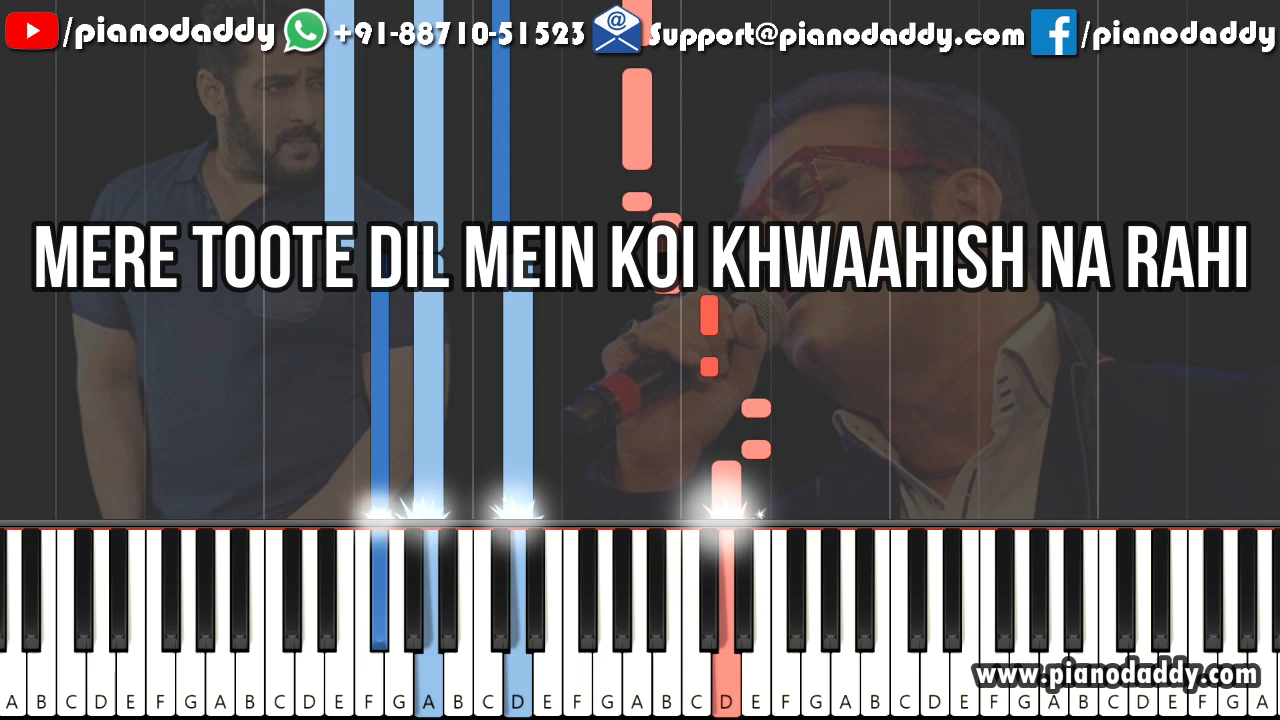 /pianodaddy +91-88710-51523 Support@pianodaddy.com /pianodaddy
MERE TOOTE DIL MEIN KOI KHWAAHISH NA RAHI
www.pianodaddy.com
A B C D E F G A B C D E F G A B C D E F G A B C D E F G A B C D E F G A B C D E F G A